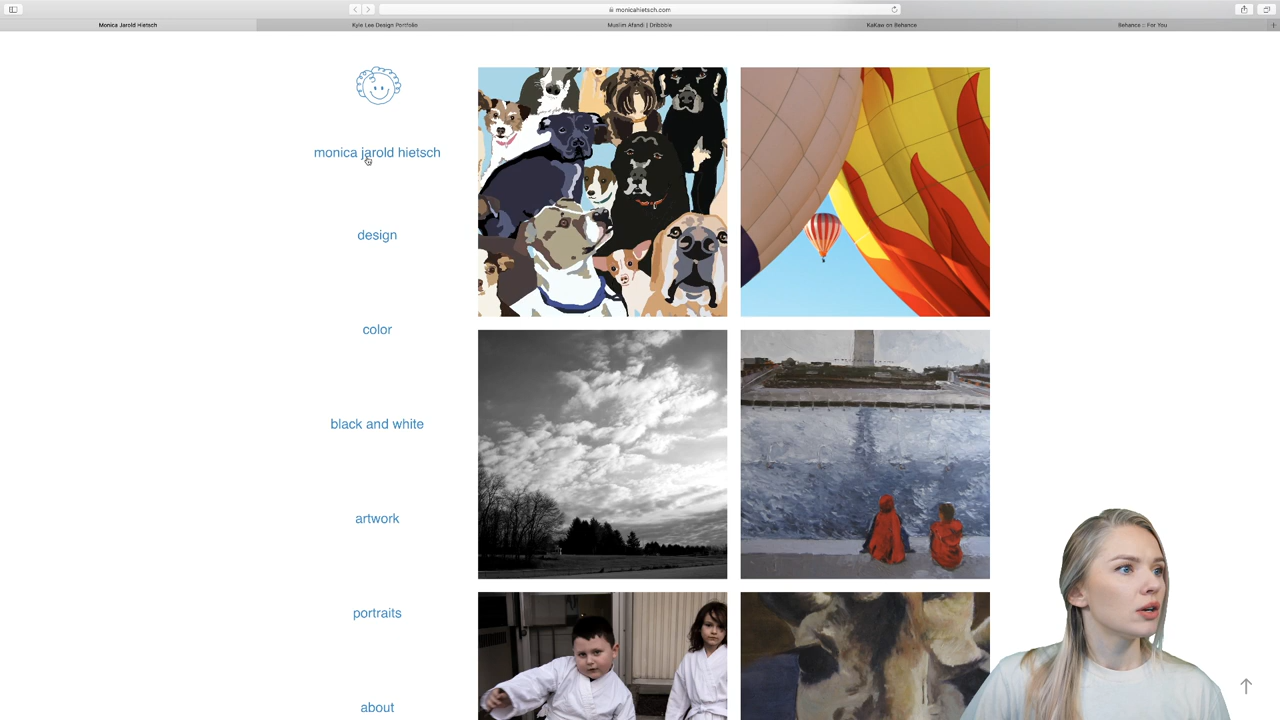 monicahietsch.com
Monica Jarold Hietsch
Kyle Lee Design Portfolio
Muslim Afandi | Dribbble
KaKaw on Behance
Behance :: For You
monica jarold hietsch
design
color
black and white
artwork
portraits
about